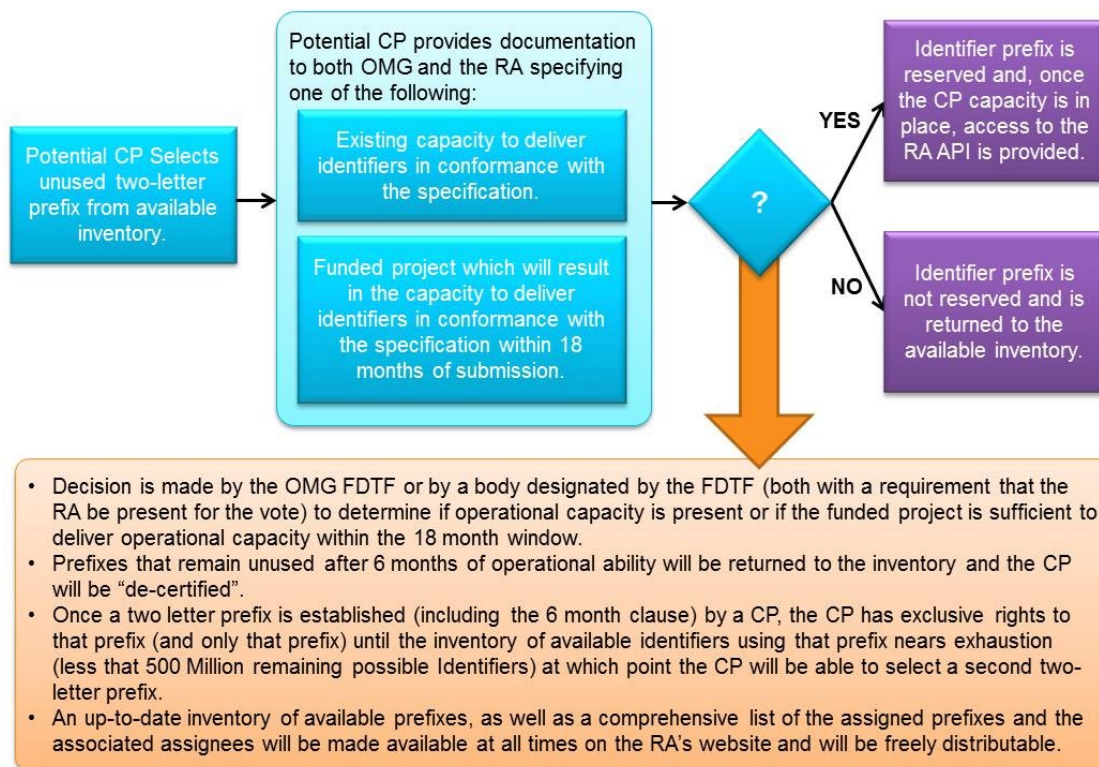 Potential CP Selects
unused two-letter
prefix from available
inventory.
Potential CP provides documentation
to both OMG and the RA specifying
one of the following:
Existing capacity to deliver
identifiers in conformance with
the specification.
Funded project which will result
in the capacity to deliver
identifiers in conformance with
the specification within 18
months of submission.
?
YES
Identifier prefix is
reserved and, once
the CP capacity is in
place, access to the
RA API is provided.
NO
Identifier prefix is
not reserved and is
returned to the
available inventory.
• Decision is made by the OMG FDTF or by a body designated by the FDTF (both with a requirement that the
RA be present for the vote) to determine if operational capacity is present or if the funded project is sufficient to
deliver operational capacity within the 18 month window.
• Prefixes that remain unused after 6 months of operational ability will be returned to the inventory and the CP
will be “de-certified”.
• Once a two letter prefix is established (including the 6 month clause) by a CP, the CP has exclusive rights to
that prefix (and only that prefix) until the inventory of available identifiers using that prefix nears exhaustion
(less that 500 Million remaining possible Identifiers) at which point the CP will be able to select a second two-
letter prefix.
• An up-to-date inventory of available prefixes, as well as a comprehensive list of the assigned prefixes and the
associated assignees will be made available at all times on the RA’s website and will be freely distributable.